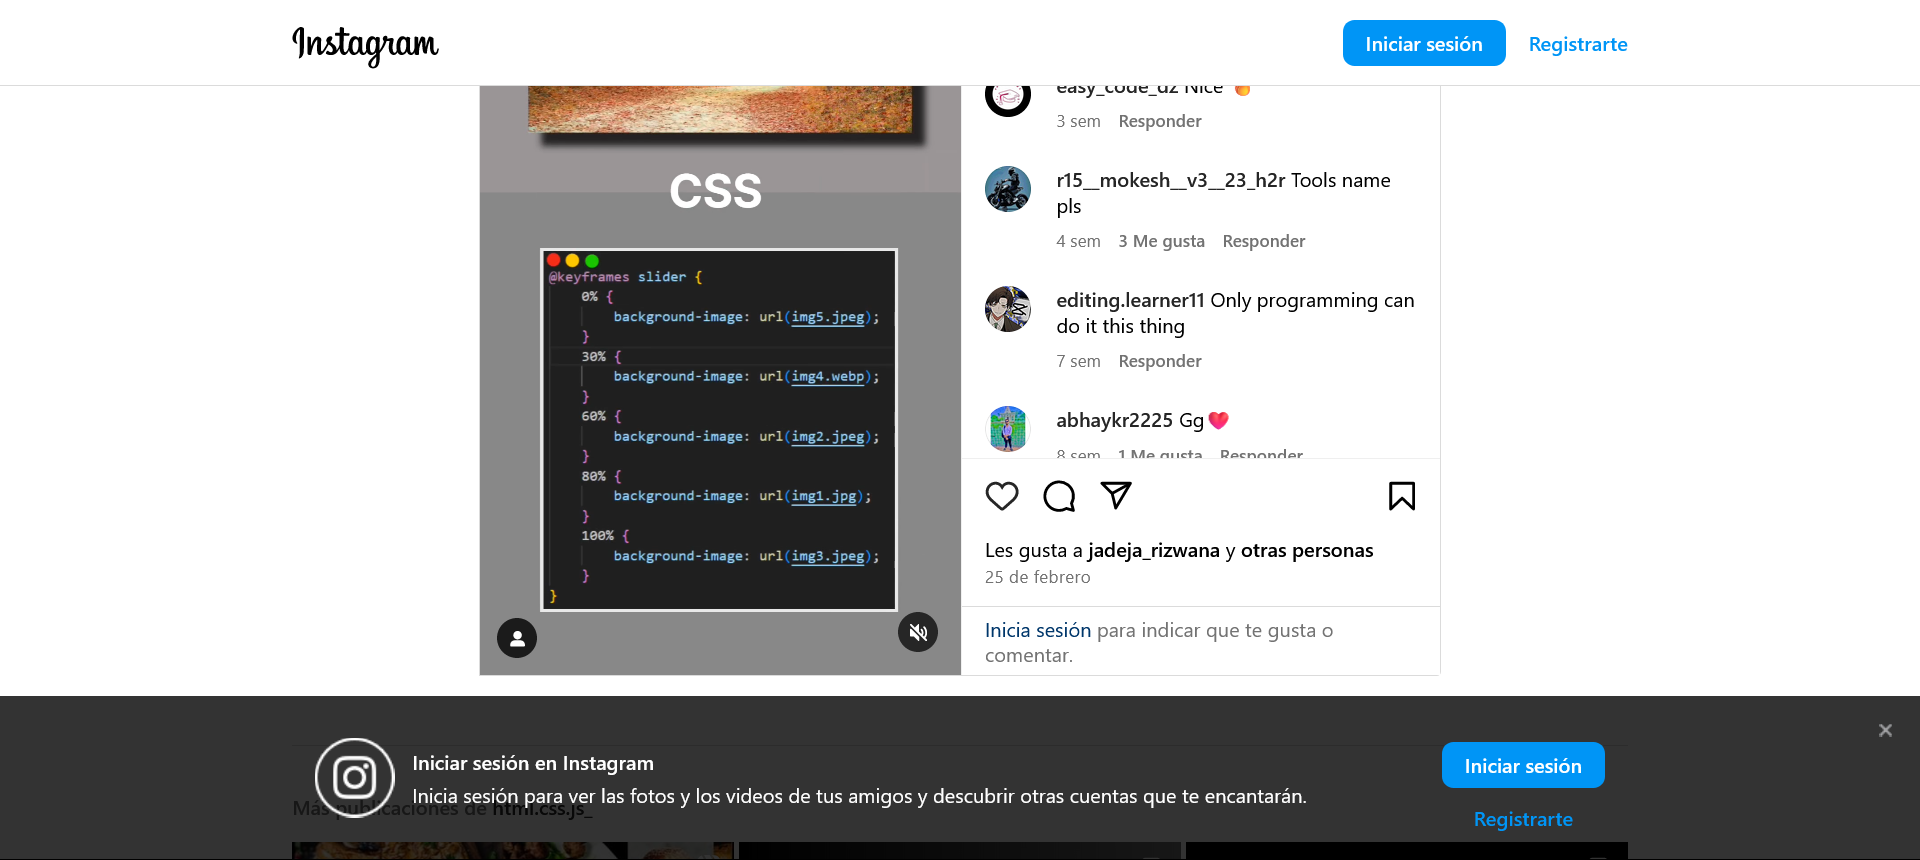 Instagram
Iniciar sesión
Registrarte
easy_code_dz Nice 🔥
3 sem Responder
r15__mokesh__v3__23_h2r Tools name
pls
4 sem 3 Me gusta Responder
editing.learner11 Only programming can
do it this thing
7 sem Responder
abhaykr2225 Gg❤️
8 sem 1 Me gusta Responder
CSS
@keyframes slider {
0% {
background-image: url(img5.jpeg);
}
30% {
background-image: url(img4.webp);
}
60% {
background-image: url(img2.jpeg);
}
80% {
background-image: url(img1.jpg);
}
100% {
background-image: url(img3.jpeg);
}
}
Les gusta a jadeja_rizwana y otras personas
25 de febrero
Inicia sesión para indicar que te gusta o
comentar.
Iniciar sesión en Instagram
Inicia sesión para ver las fotos y los videos de tus amigos y descubrir otras cuentas que te encantarán.
Más publicaciones de html.css.js_
Iniciar sesión
Registrarte